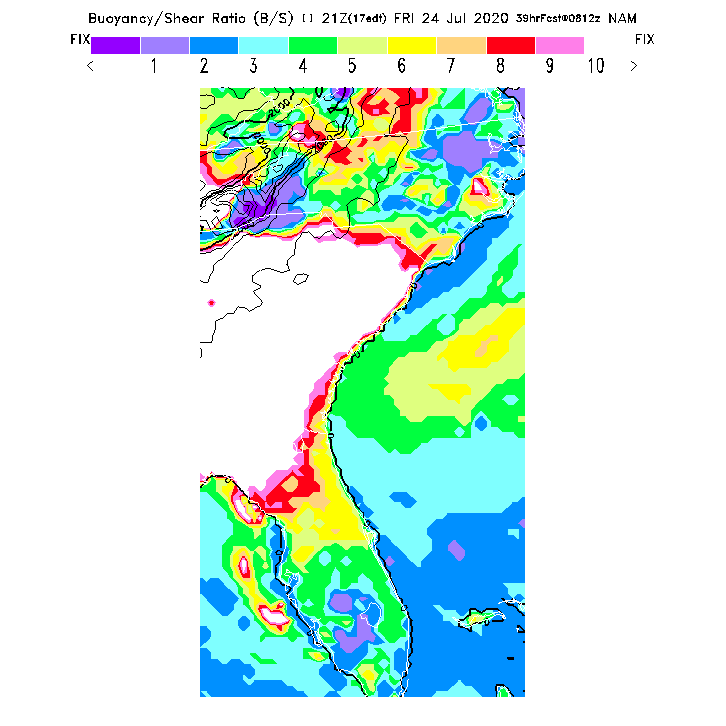 Buoyancy/Shear Ratio (B/S) [] 21Z(17edt) FRI 24 Jul 2020 39hrFcst@0812z NAM
FIX FIX
< 1 2 3 4 5 6 7 8 9 10 >
2000